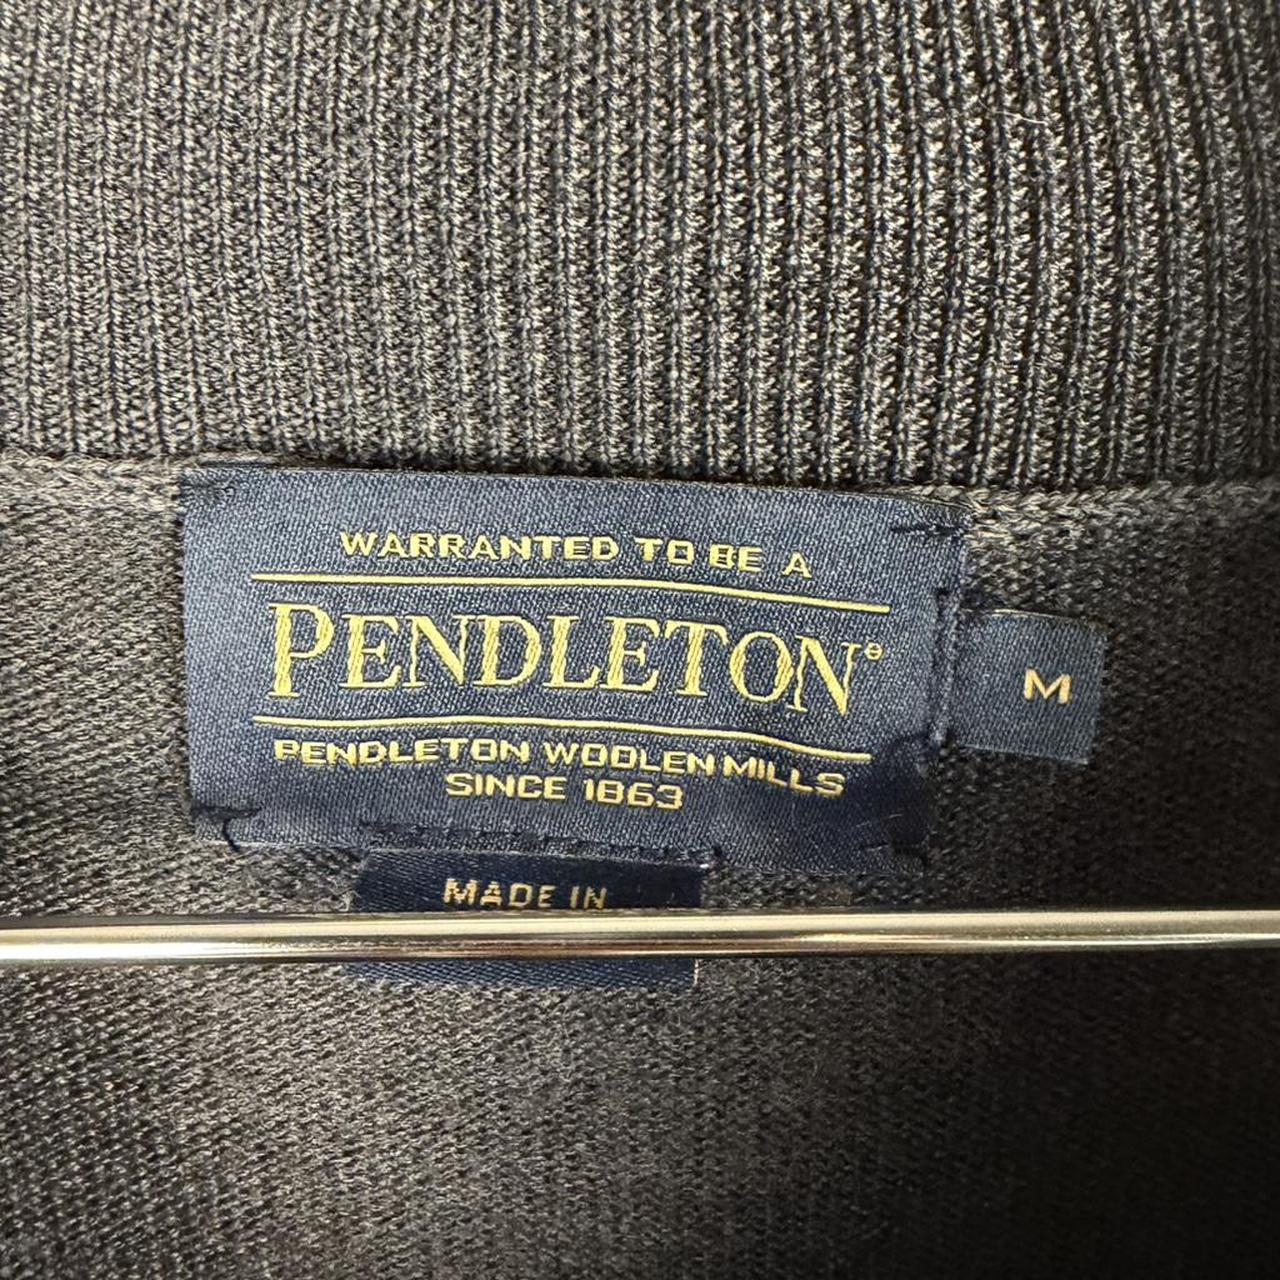 WARRANTED TO BE A
PENDLETON®
PENDLETON WOOLEN MILLS
SINCE 1863
M
MADE IN